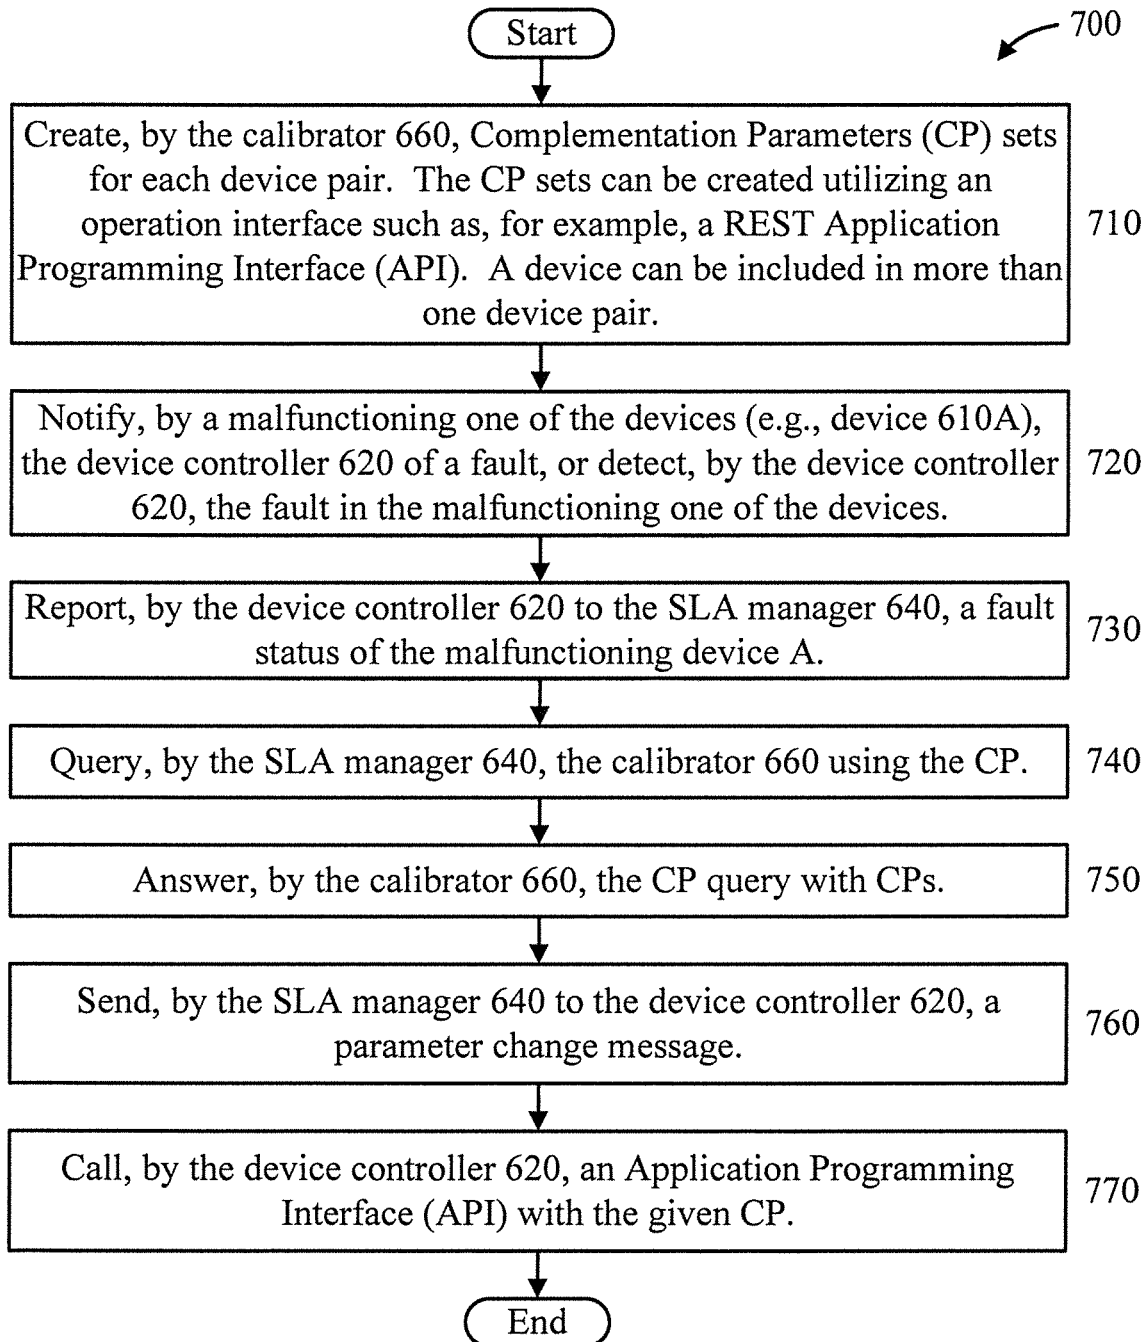 Start
700
Create, by the calibrator 660, Complementation Parameters (CP) sets
for each device pair. The CP sets can be created utilizing an
operation interface such as, for example, a REST Application
Programming Interface (API). A device can be included in more than
one device pair.
710
Notify, by a malfunctioning one of the devices (e.g., device 610A),
the device controller 620 of a fault, or detect, by the device controller
620, the fault in the malfunctioning one of the devices.
720
Report, by the device controller 620 to the SLA manager 640, a fault
status of the malfunctioning device A.
730
Query, by the SLA manager 640, the calibrator 660 using the CP.
740
Answer, by the calibrator 660, the CP query with CPs.
750
Send, by the SLA manager 640 to the device controller 620, a
parameter change message.
760
Call, by the device controller 620, an Application Programming
Interface (API) with the given CP.
770
End